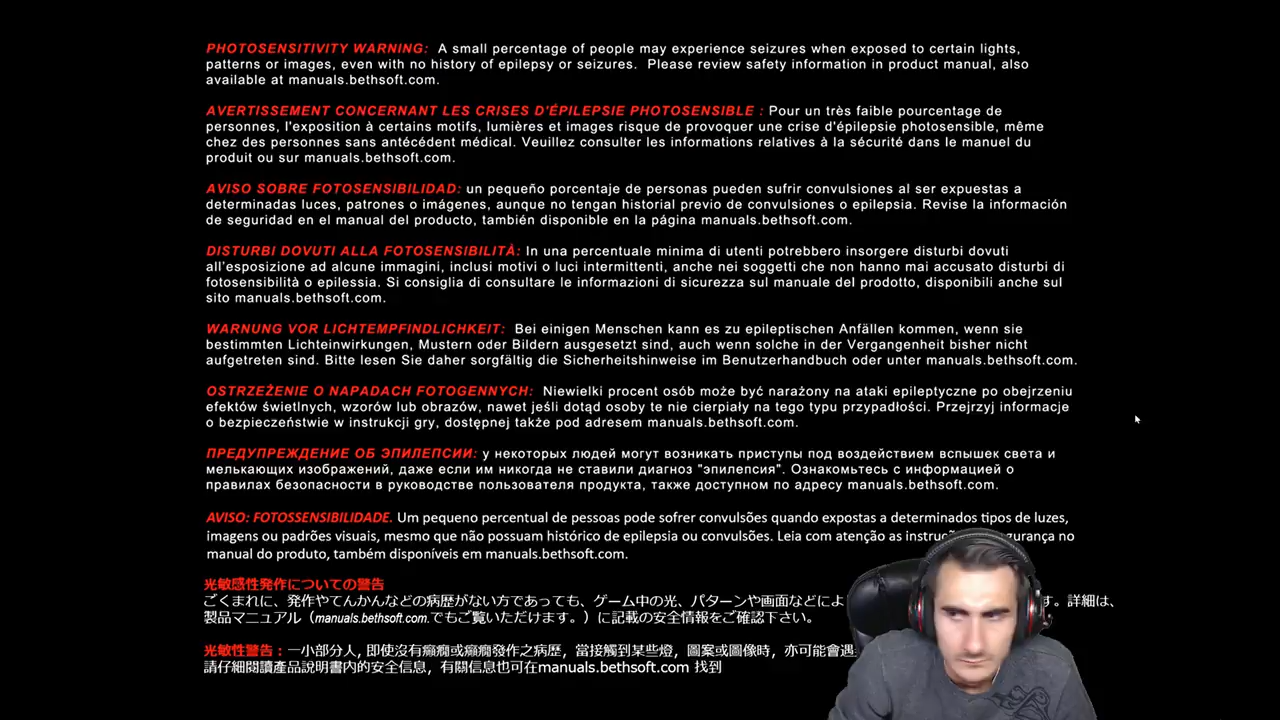 PHOTOSENSITIVITY WARNING: A small percentage of people may experience seizures when exposed to certain lights,
patterns or images, even with no history of epilepsy or seizures. Please review safety information in product manual, also
available at manuals.bethsoft.com.
AVERTISSEMENT CONCERNANT LES CRISES D'ÉPILEPSIE PHOTOSENSIBLE : Pour un très faible pourcentage de
personnes, l'exposition à certains motifs, lumières et images risque de provoquer une crise d'épilepsie photosensible, même
chez des personnes sans antécédent médical. Veuillez consulter les informations relatives à la sécurité dans le manuel du
produit ou sur manuals.bethsoft.com.
AVISO SOBRE FOTOSENSIBILIDAD: un pequeño porcentaje de personas pueden sufrir convulsiones al ser expuestas a
determinadas luces, patrones o imágenes, aunque no tengan historial previo de convulsiones o epilepsia. Revise la información
de seguridad en el manual del producto, también disponible en la página manuals.bethsoft.com.
DISTURBI DOVUTI ALLA FOTOSENSIBILITÀ: In una percentuale minima di utenti potrebbero insorgere disturbi dovuti
all'esposizione ad alcune immagini, inclusi motivi o luci intermittenti, anche nei soggetti che non hanno mai accusato disturbi di
fotosensibilità o epilessia. Si consiglia di consultare le informazioni di sicurezza sul manuale del prodotto, disponibili anche sul
sito manuals.bethsoft.com.
WARNUNG VOR LICHTEMPFINDLICHKEIT: Bei einigen Menschen kann es zu epileptischen Anfällen kommen, wenn sie
bestimmten Lichteinwirkungen, Mustern oder Bildern ausgesetzt sind, auch wenn solche in der Vergangenheit bisher nicht
aufgetreten sind. Bitte lesen Sie daher sorgfältig die Sicherheitshinweise im Benutzerhandbuch oder unter manuals.bethsoft.com.
OSTRZEŻENIE O NAPADACH FOTOGENNYCH: Niewielki procent osób może być narażony na ataki epileptyczne po obejrzeniu
efektów świetlnych, wzorów lub obrazów, nawet jeśli dotąd osoby te nie cierpiały na tego typu przypadłości. Przejrzyj informacje
o bezpieczeństwie w instrukcji gry, dostępnej także pod adresem manuals.bethsoft.com.
ПРЕДУПРЕЖДЕНИЕ ОБ ЭПИЛЕПСИИ: у некоторых людей могут возникать приступы под воздействием вспышек света и
мелькающих изображений, даже если им никогда не ставили диагноз "эпилепсия". Ознакомьтесь с информацией о
правилах безопасности в руководстве пользователя продукта, также доступном по адресу manuals.bethsoft.com.
AVISO: FOTOSSENSIBILIDADE. Um pequeno percentual de pessoas pode sofrer convulsões quando expostas a determinados tipos de luzes,
imagens ou padrões visuais, mesmo que não possuam histórico de epilepsia ou convulsões. Leia com atenção as no
manual do produto, também disponíveis em manuals.bethsoft.com.
光敏感性発作についての警告
ごくまれに、発作やてんかんなどの病歴がない方であっても、ゲーム中の光、パターンや画面などによ す。詳細は、
製品マニュアル（manuals.bethsoft.com.でもご覧いただけます。）に記載の安全情報をご確認下さい。
光敏性警告：一小部分人, 即使沒有癲癇或癲癇發作之病歷，當接觸到某些燈，圖案或圖像時，亦可能會遇
請仔細閱讀產品說明書内的安全信息，有關信息也可在manuals.bethsoft.com 找到